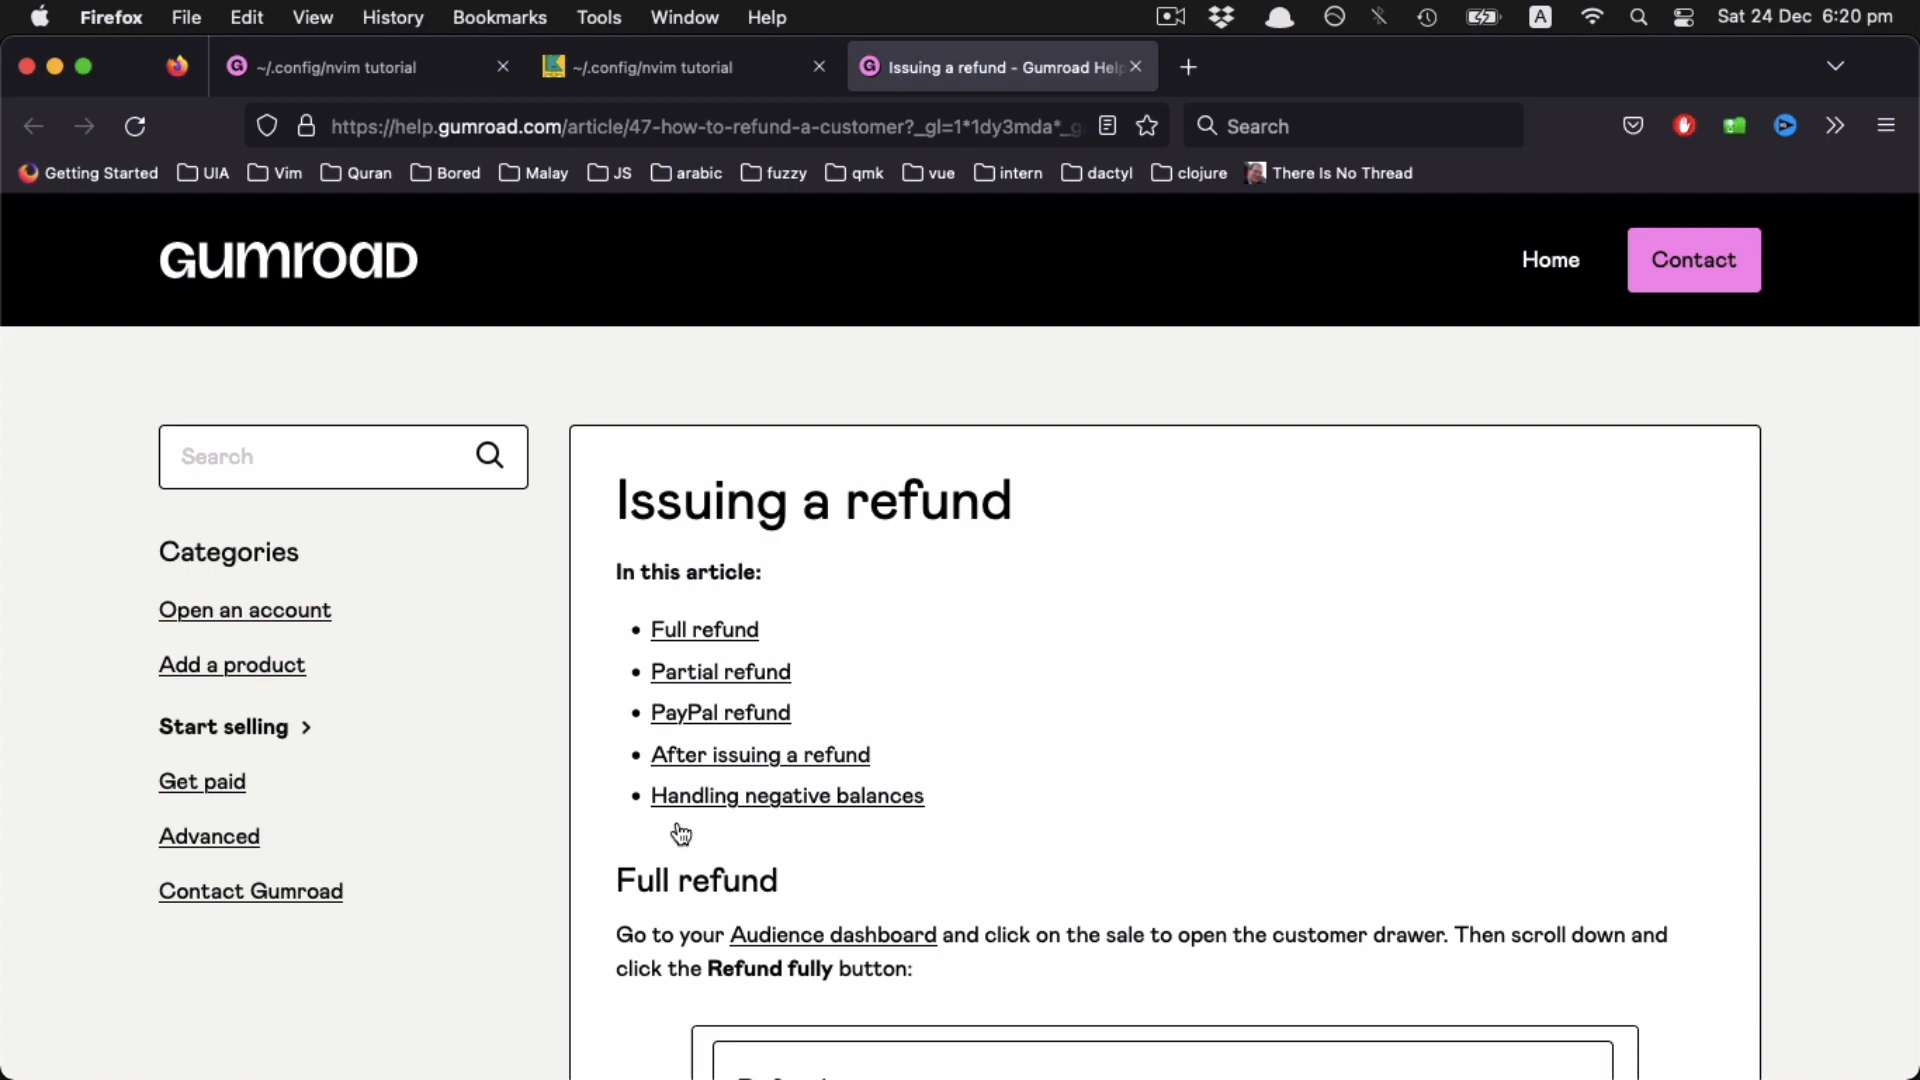 Firefox File Edit View History Bookmarks Tools Window Help A Sat 24 Dec 6:20 pm
~/.config/nvim tutorial ~/.config/nvim tutorial Issuing a refund - Gumroad Help
https://help.gumroad.com/article/47-how-to-refund-a-customer?_gl=1*1dy3mda*_g Search
Getting Started UIA Vim Quran Bored Malay JS arabic fuzzy qmk vue intern dactyl clojure There Is No Thread
GUMROAD
Home
Contact
Search
Categories
Open an account
Add a product
Start selling
Get paid
Advanced
Contact Gumroad
Issuing a refund
In this article:
• Full refund
• Partial refund
• PayPal refund
• After issuing a refund
• Handling negative balances
Full refund
Go to your Audience dashboard and click on the sale to open the customer drawer. Then scroll down and
click the Refund fully button: